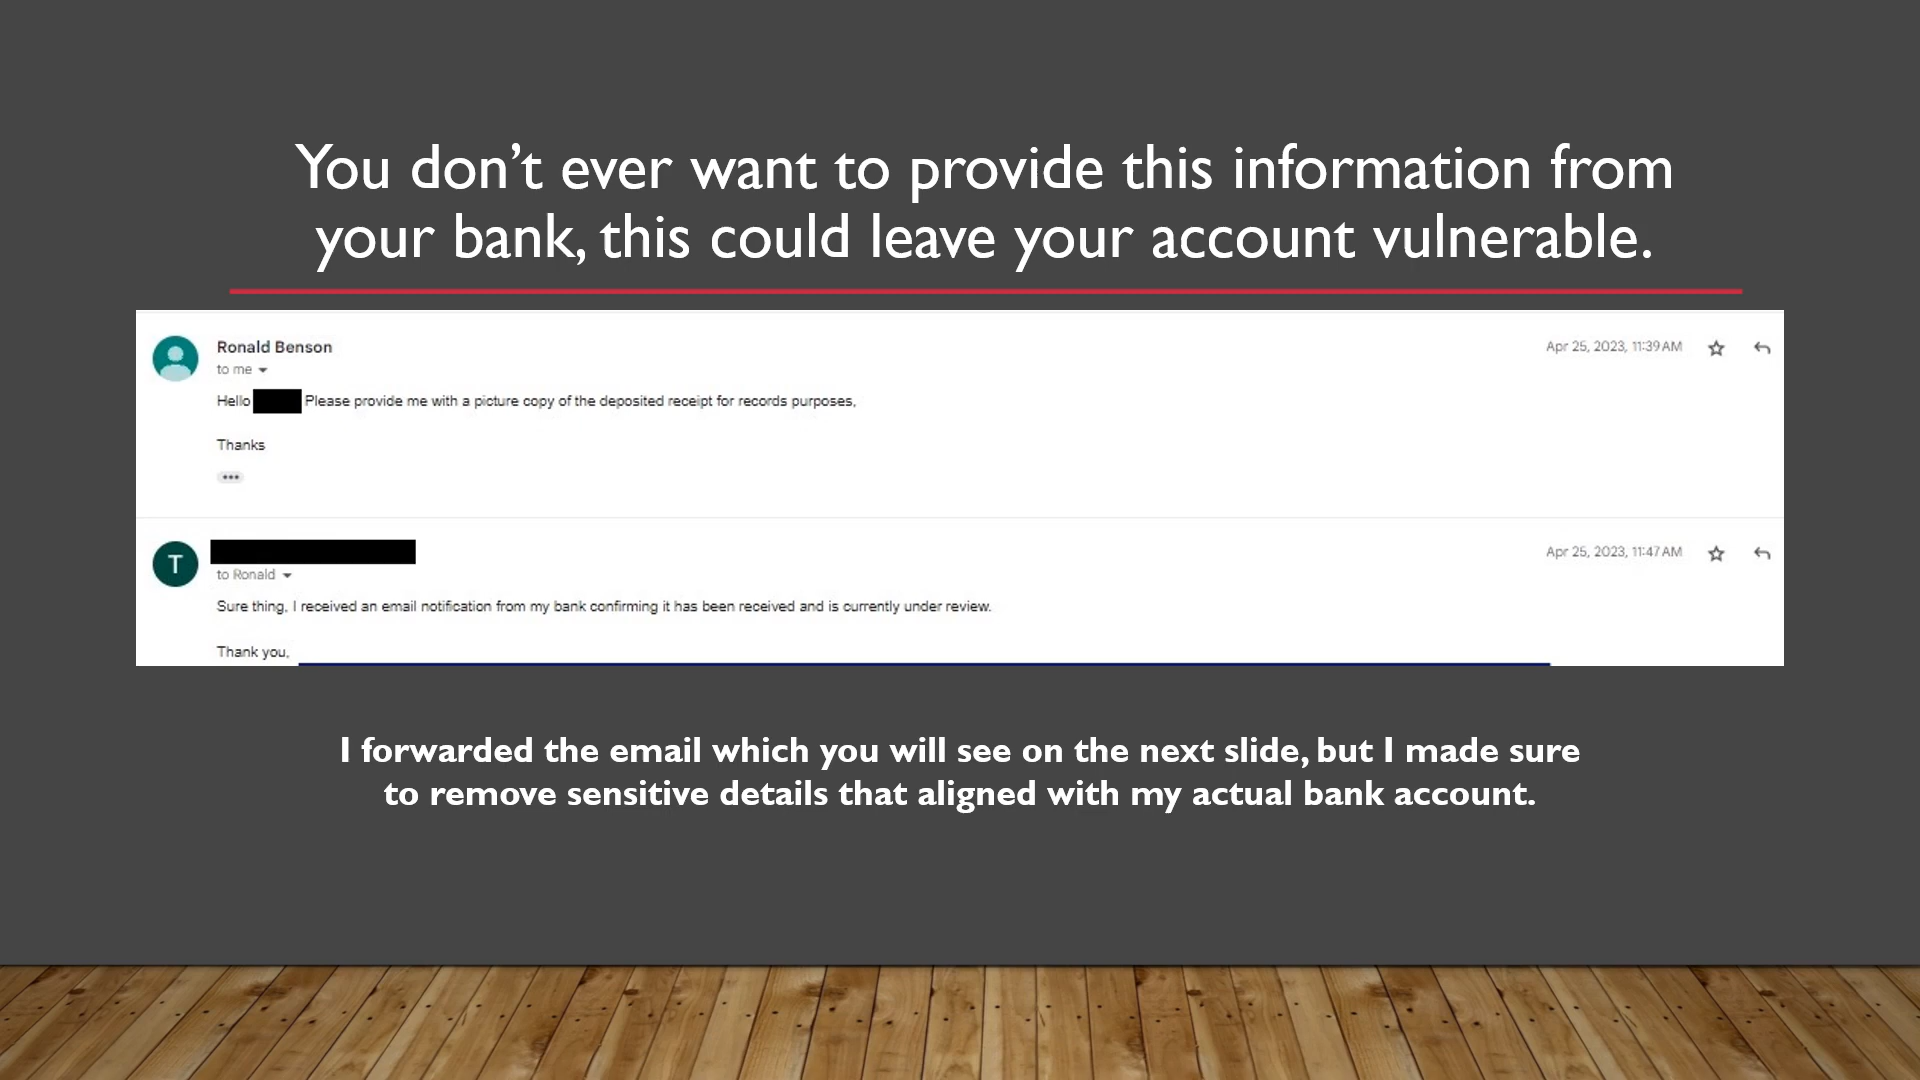 You don’t ever want to provide this information from
your bank, this could leave your account vulnerable.
Ronald Benson
Apr 25, 2023, 11:39 AM
to me
Hello Please provide me with a picture copy of the deposited receipt for records purposes,
Thanks
T
Apr 25, 2023, 11:47 AM
to Ronald
Sure thing, I received an email notification from my bank confirming it has been received and is currently under review.
Thank you,
I forwarded the email which you will see on the next slide, but I made sure
to remove sensitive details that aligned with my actual bank account.